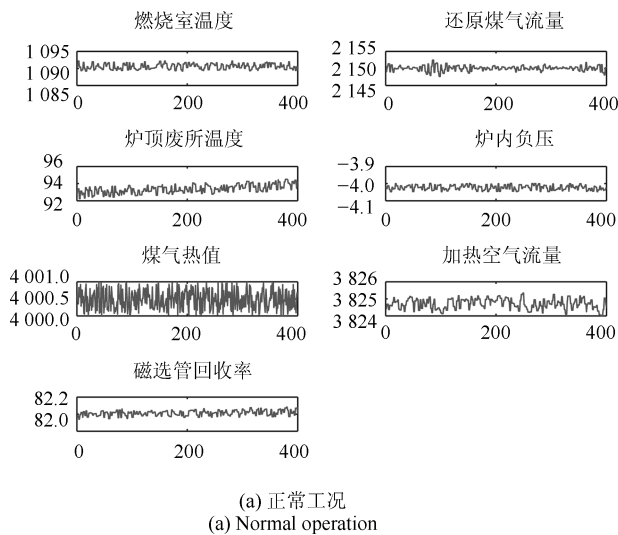 燃烧室温度
1 095
1 090
1 085
0 200 400
还原煤气流量
2 155
2 150
2 145
0 200 400
炉顶废所温度
96
94
92
0 200 400
炉内负压
−3.9
−4.0
−4.1
0 200 400
煤气热值
4 001.0
4 000.5
4 000.0
0 200 400
加热空气流量
3 826
3 825
3 824
0 200 400
磁选管回收率
82.2
82.0
0 200 400
(a) 正常工况
(a) Normal operation